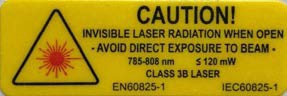 CAUTION!
INVISIBLE LASER RADIATION WHEN OPEN
- AVOID DIRECT EXPOSURE TO BEAM -
785-808 nm ≤ 120 mW
CLASS 3B LASER
EN60825-1 IEC60825-1